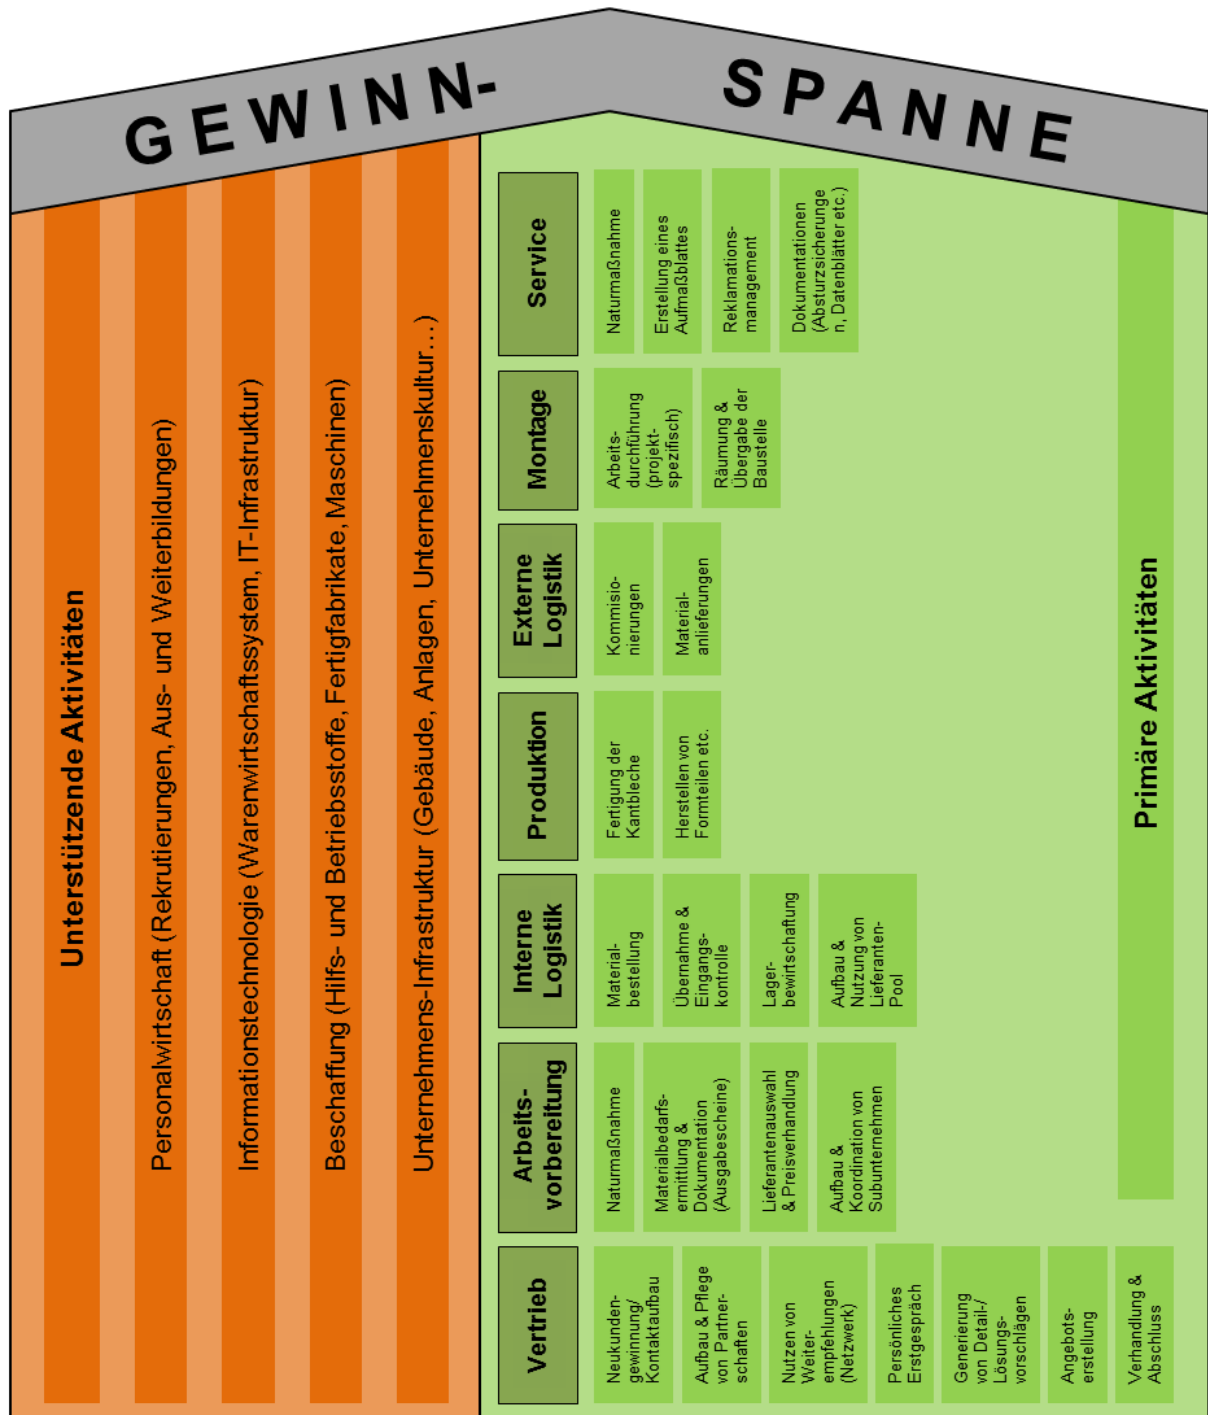 Unterstützende Aktivitäten
Personalwirtschaft (Rekrutierungen, Aus- und Weiterbildungen)
Informationstechnologie (Warenwirtschaftssystem, IT-Infrastruktur)
Beschaffung (Hilfs- und Betriebsstoffe, Fertigfabrikate, Maschinen)
Unternehmens-Infrastruktur (Gebäude, Anlagen, Unternehmenskultur…)
Vertrieb
Neukunden-
gewinnung/
Kontaktaufbau
Aufbau & Pflege
von Partner-
schaften
Nutzen von
Weiter-
empfehlungen
(Netzwerk)
Persönliches
Erstgespräch
Generierung
von Detail-/
Lösungs-
vorschlägen
Angebots-
erstellung
Verhandlung &
Abschluss
Arbeits-
vorbereitung
Naturmaßnahme
Materialbedarfs-
ermittlung &
Dokumentation
(Ausgabescheine)
Lieferantenauswahl
& Preisverhandlung
Aufbau &
Koordination von
Subunternehmen
Interne
Logistik
Material-
bestellung
Übernahme &
Eingangs-
kontrolle
Lager-
bewirtschaftung
Aufbau &
Nutzung von
Lieferanten-
Pool
Produktion
Fertigung der
Kantbleche
Herstellen von
Formteilen etc.
Externe
Logistik
Kommisio-
nierungen
Material-
anlieferungen
Montage
Arbeits-
durchführung
(projekt-
spezifisch)
Räumung &
Übergabe der
Baustelle
Service
Naturmaßnahme
Erstellung eines
Aufmaßblattes
Reklamations-
management
Dokumentationen
(Absturzsicherunge
n, Datenblätter etc.)
Primäre Aktivitäten
GEWINN-
SPANNE